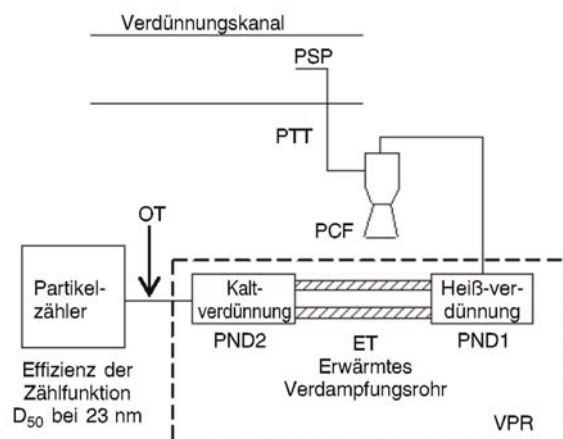 Verdünnungskanal
PSP
PTT
PCF
OT
Partikel-
zähler
Kalt-
verdünnung
Heiß-ver-
dünnung
PND2
ET
PND1
Erwärmtes
Verdampfungsrohr
Effizienz der
Zählfunktion
D₅₀ bei 23 nm
VPR